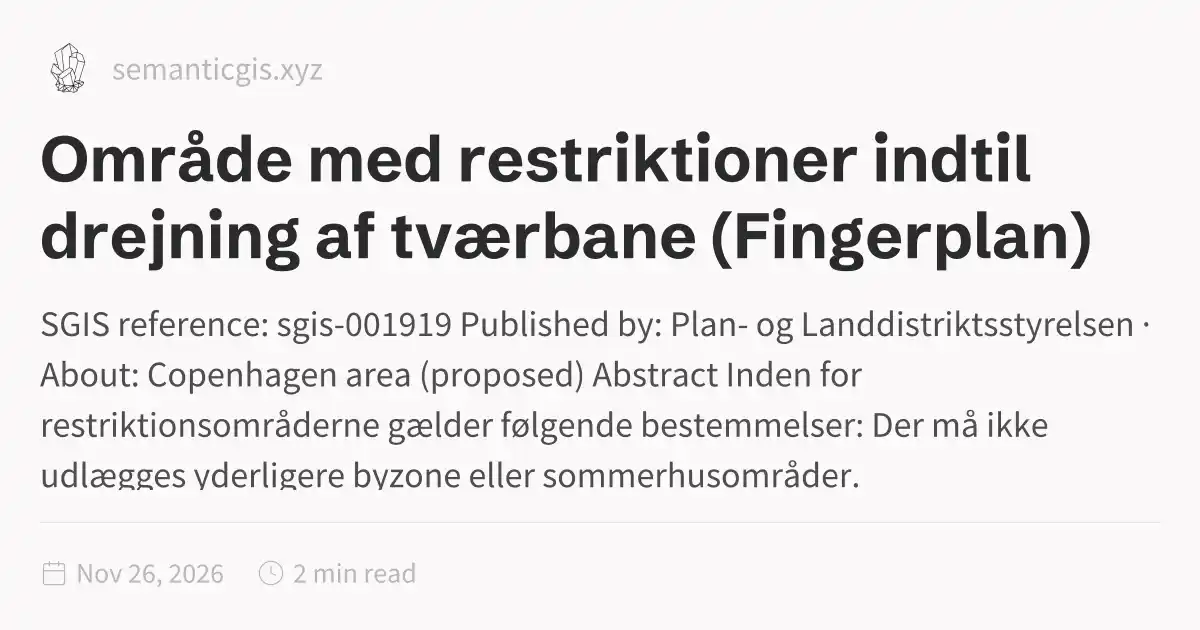 semanticgis.xyz
Område med restriktioner indtil
drejning af tværbane (Fingerplan)
SGIS reference: sgis-001919 Published by: Plan- og Landdistriktsstyrelsen ·
About: Copenhagen area (proposed) Abstract Inden for
restriktionsområderne gælder følgende bestemmelser: Der må ikke
udlægges yderligere byzone eller sommerhusområder.
Nov 26, 2026
2 min read